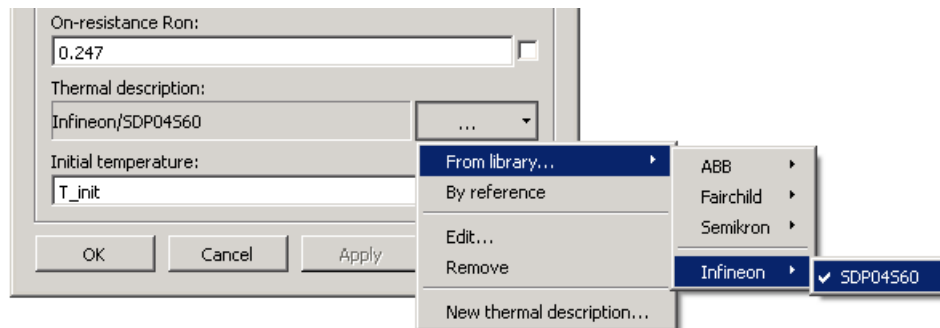 On-resistance Ron:
0.247
Thermal description:
Infineon/SDP04S60
...
Initial temperature:
T_init
OK
Cancel
Apply
From library...
By reference
Edit...
Remove
New thermal description...
ABB
Fairchild
Semikron
Infineon
SDP04S60